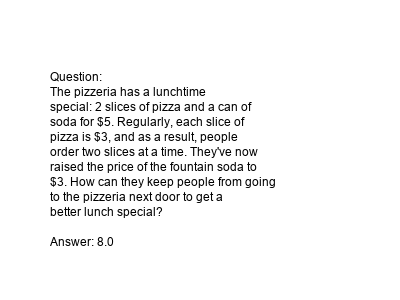 Question:
The pizzeria has a lunchtime
special: 2 slices of pizza and a can of
soda for $5. Regularly, each slice of
pizza is $3, and as a result, people
order two slices at a time. They've now
raised the price of the fountain soda to
$3. How can they keep people from going
to the pizzeria next door to get a
better lunch special?
Answer: 8.0